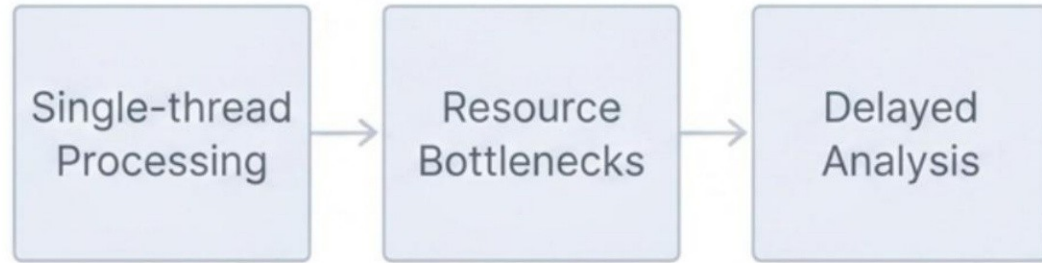 Single-thread
Processing
Resource
Bottlenecks
Delayed
Analysis